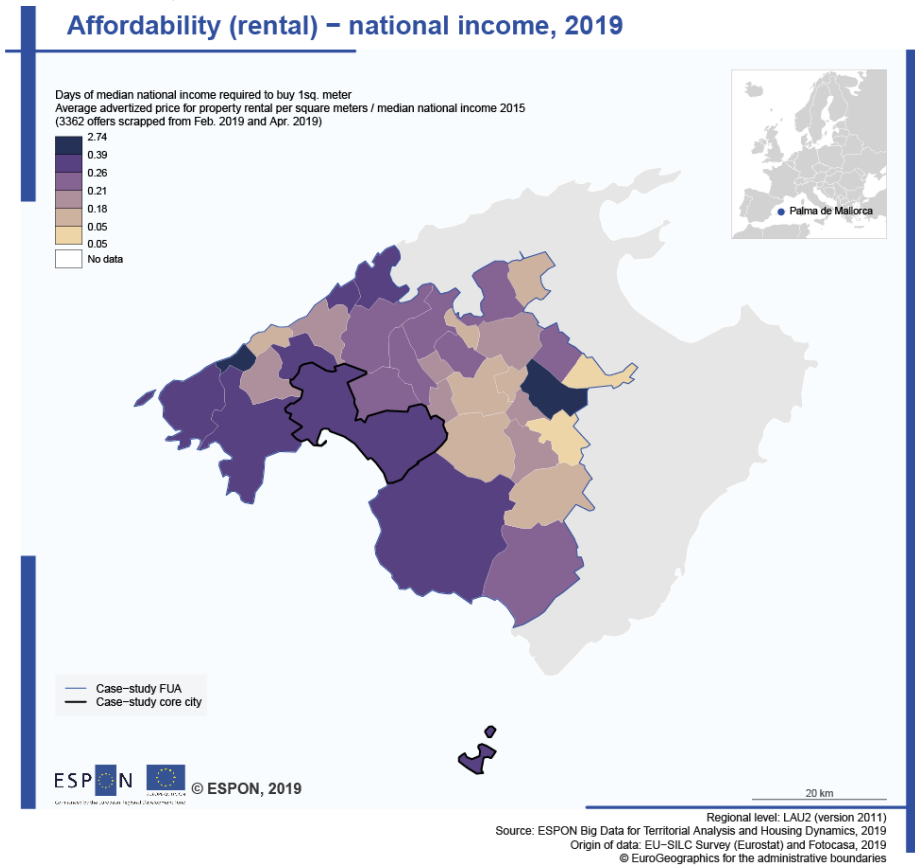 Affordability (rental) − national income, 2019
Days of median national income required to buy 1sq. meter
Average advertized price for property rental per square meters / median national income 2015
(3362 offers scrapped from Feb. 2019 and Apr. 2019)
2.74
0.39
0.26
0.21
0.18
0.05
0.05
No data
Palma de Mallorca
Case−study FUA
Case−study core city
ESPON
© ESPON, 2019
20 km
Regional level: LAU2 (version 2011)
Source: ESPON Big Data for Territorial Analysis and Housing Dynamics, 2019
Origin of data: EU−SILC Survey (Eurostat) and Fotocasa, 2019
© EuroGeographics for the administrative boundaries